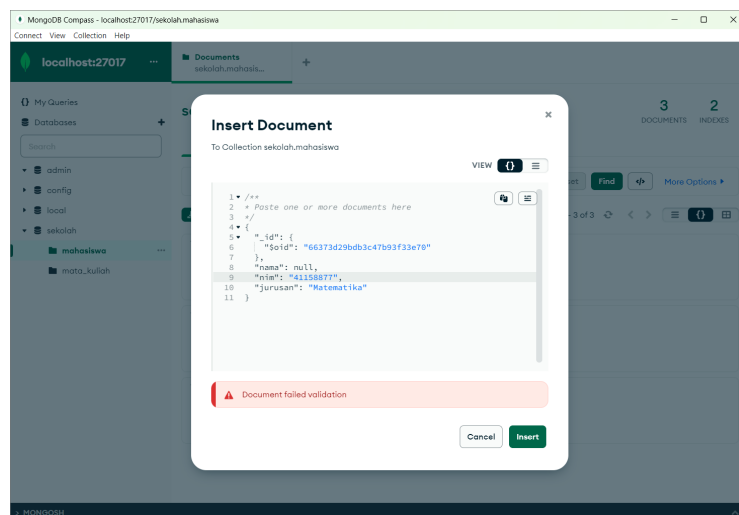 MongoDB Compass - localhost:27017/sekolah.mahasiswa
Connect View Collection Help
localhost:27017 ...
Documents
sekolah.mahasis...
+
{} My Queries
Databases +
Search
admin
config
local
sekolah
mahasiswa ...
mata_kuliah
3
DOCUMENTS
2
INDEXES
Find
</>
More Options
3 of 3
{}
Insert Document
To Collection sekolah.mahasiswa
VIEW {}
1 /**
2 * Paste one or more documents here
3 */
4 {
5 "_id": {
6 "$oid": "66373d29bdb3c47b93f33e70"
7 },
8 "nama": null,
9 "nim": "41158877",
10 "jurusan": "Matematika"
11 }
Document failed validation
Cancel
Insert
> MONGOSH